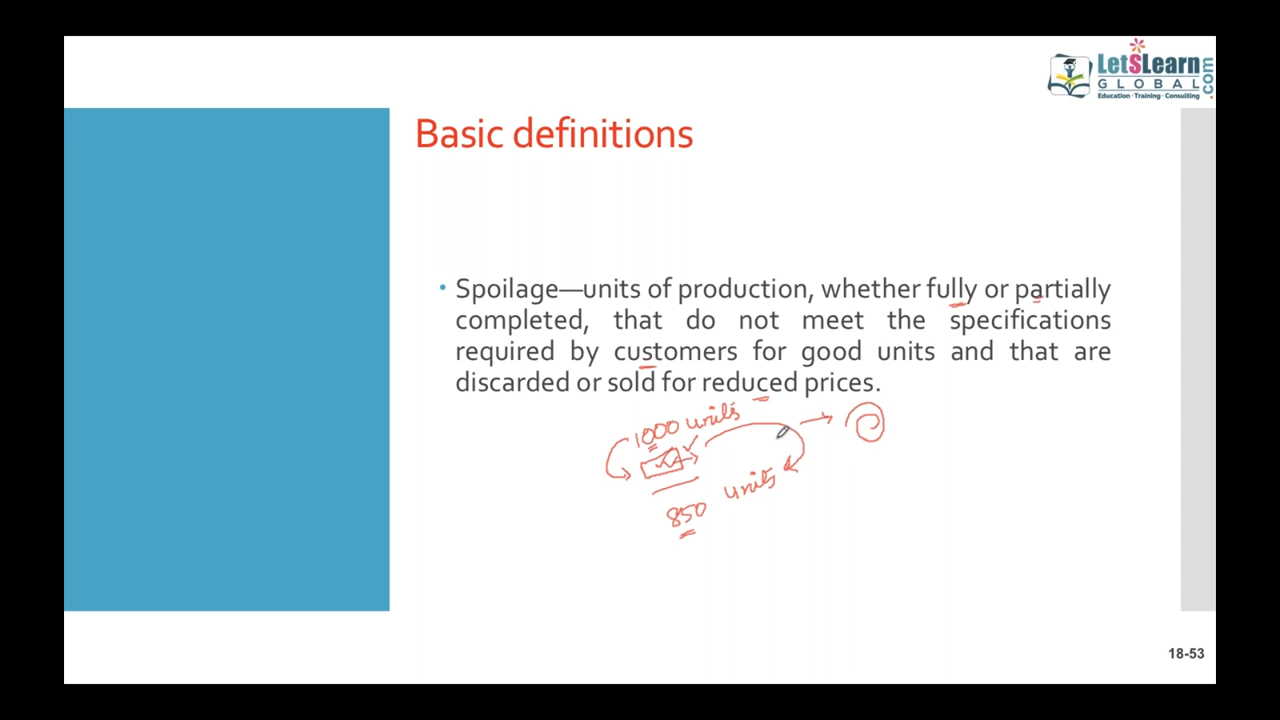 LetSLearn
GLOBAL
.com
Education · Training · Consulting
Basic definitions
• Spoilage—units of production, whether fully or partially
completed, that do not meet the specifications
required by customers for good units and that are
discarded or sold for reduced prices.
1000 units
850 units
18-53